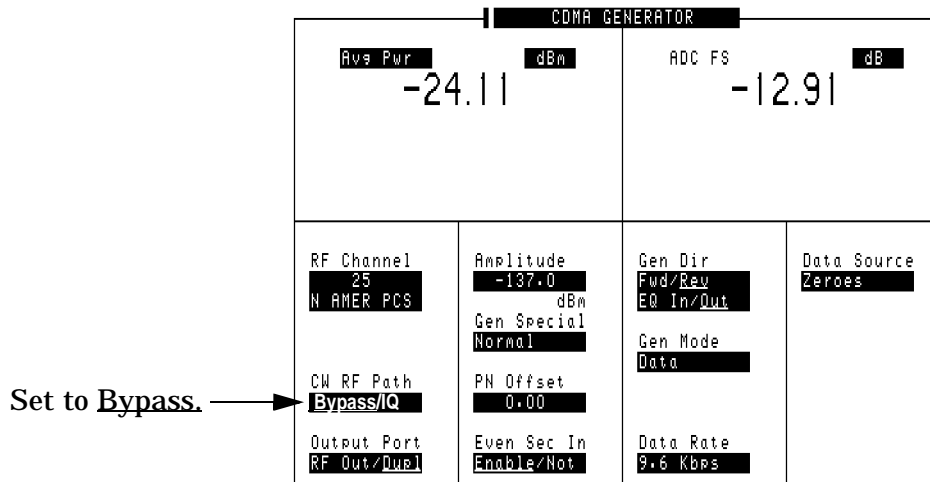 CDMA GENERATOR
Avg Pwr dBm
-24.11
ADC FS dB
-12.91
RF Channel
25
N AMER PCS
CW RF Path
Bypass/IQ
Output Port
RF Out/Dupl
Amplitude
-137.0
dBm
Gen Special
Normal
PN Offset
0.00
Even Sec In
Enable/Not
Gen Dir
Fwd/Rev
EQ In/Out
Gen Mode
Data
Data Rate
9.6 Kbps
Data Source
Zeroes
Set to Bypass.